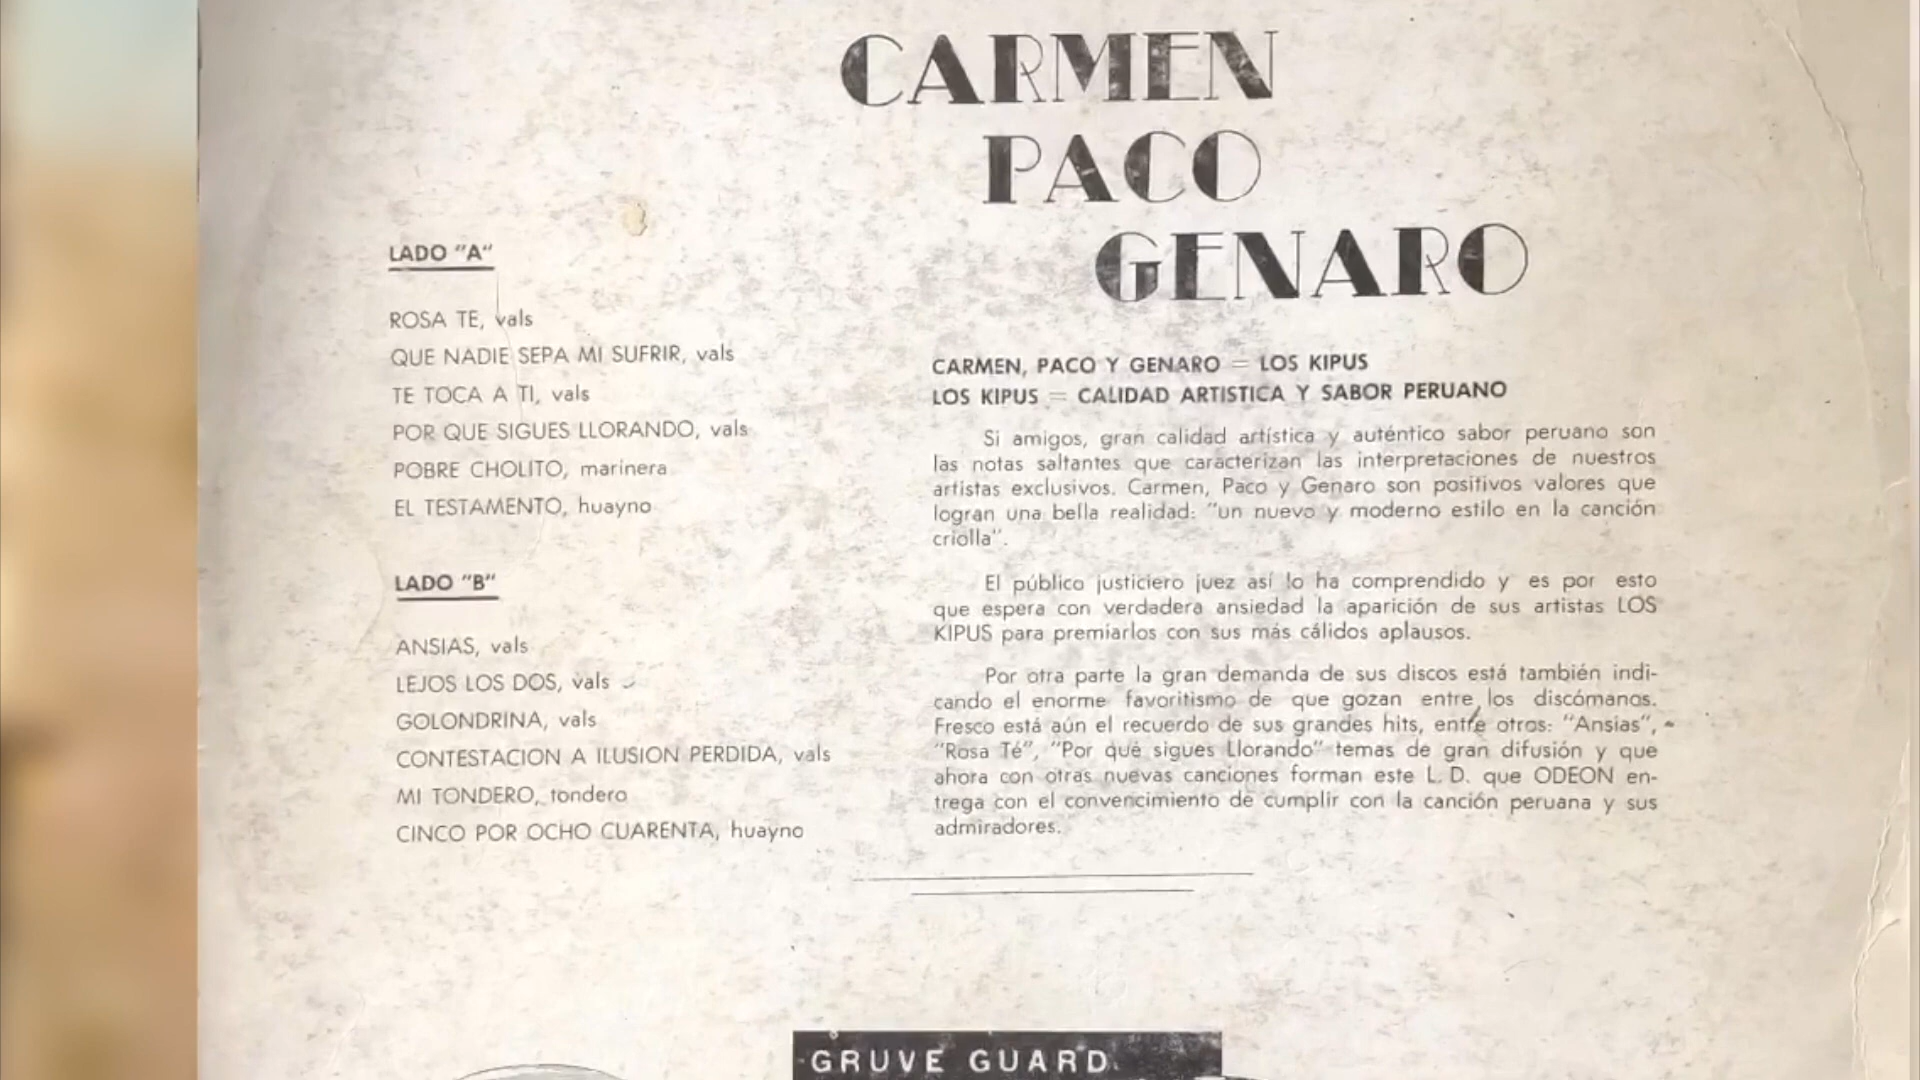 CARMEN
PACO
GENARO
LADO "A"
ROSA TE, vals
QUE NADIE SEPA MI SUFRIR, vals
TE TOCA A TI, vals
POR QUE SIGUES LLORANDO, vals
POBRE CHOLITO, marinera
EL TESTAMENTO, huayno
LADO "B"
ANSIAS, vals
LEJOS LOS DOS, vals
GOLONDRINA, vals
CONTESTACION A ILUSION PERDIDA, vals
MI TONDERO, tondero
CINCO POR OCHO CUARENTA, huayno
CARMEN, PACO Y GENARO = LOS KIPUS
LOS KIPUS = CALIDAD ARTISTICA Y SABOR PERUANO
Si amigos, gran calidad artística y auténtico sabor peruano son
las notas saltantes que caracterizan las interpretaciones de nuestros
artistas exclusivos. Carmen, Paco y Genaro son positivos valores que
logran una bella realidad: "un nuevo y moderno estilo en la canción
criolla".
El público justiciero juez así lo ha comprendido y es por esto
que espera con verdadera ansiedad la aparición de sus artistas LOS
KIPUS para premiarlos con sus más cálidos aplausos.
Por otra parte la gran demanda de sus discos está también indi-
cando el enorme favoritismo de que gozan entre los discómanos.
Fresco está aún el recuerdo de sus grandes hits, entre otros: "Ansias",
"Rosa Té", "Por qué sigues Llorando" temas de gran difusión y que
ahora con otras nuevas canciones forman este L. D. que ODEON en-
trega con el convencimiento de cumplir con la canción peruana y sus
admiradores.
GRUVE GUARD